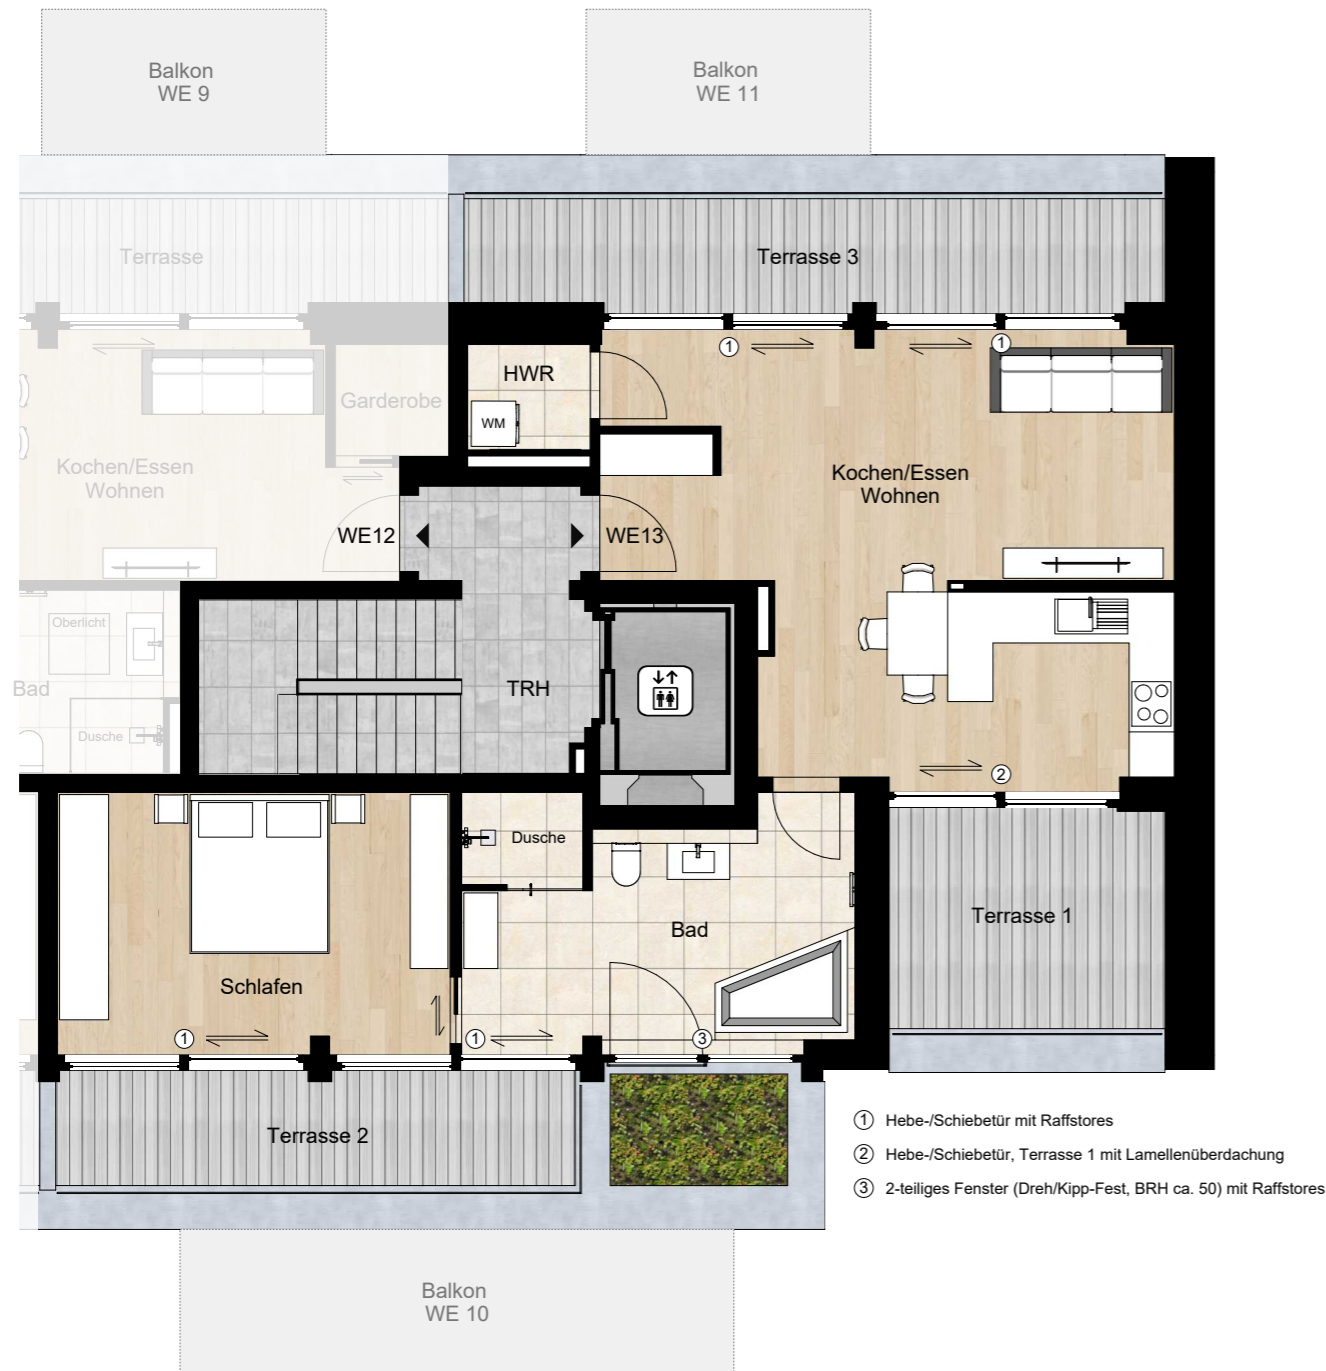 Balkon
WE 9
Balkon
WE 11
Terrasse
Terrasse 3
1
1
HWR
WM
Garderobe
Kochen/Essen
Wohnen
Kochen/Essen
Wohnen
WE12
WE13
Oberlicht
Bad
Dusche
TRH
2
Dusche
Bad
Schlafen
Terrasse 1
1
1
3
Terrasse 2
1 Hebe-/Schiebetür mit Raffstores
2 Hebe-/Schiebetür, Terrasse 1 mit Lamellenüberdachung
3 2-teiliges Fenster (Dreh/Kipp-Fest, BRH ca. 50) mit Raffstores
Balkon
WE 10